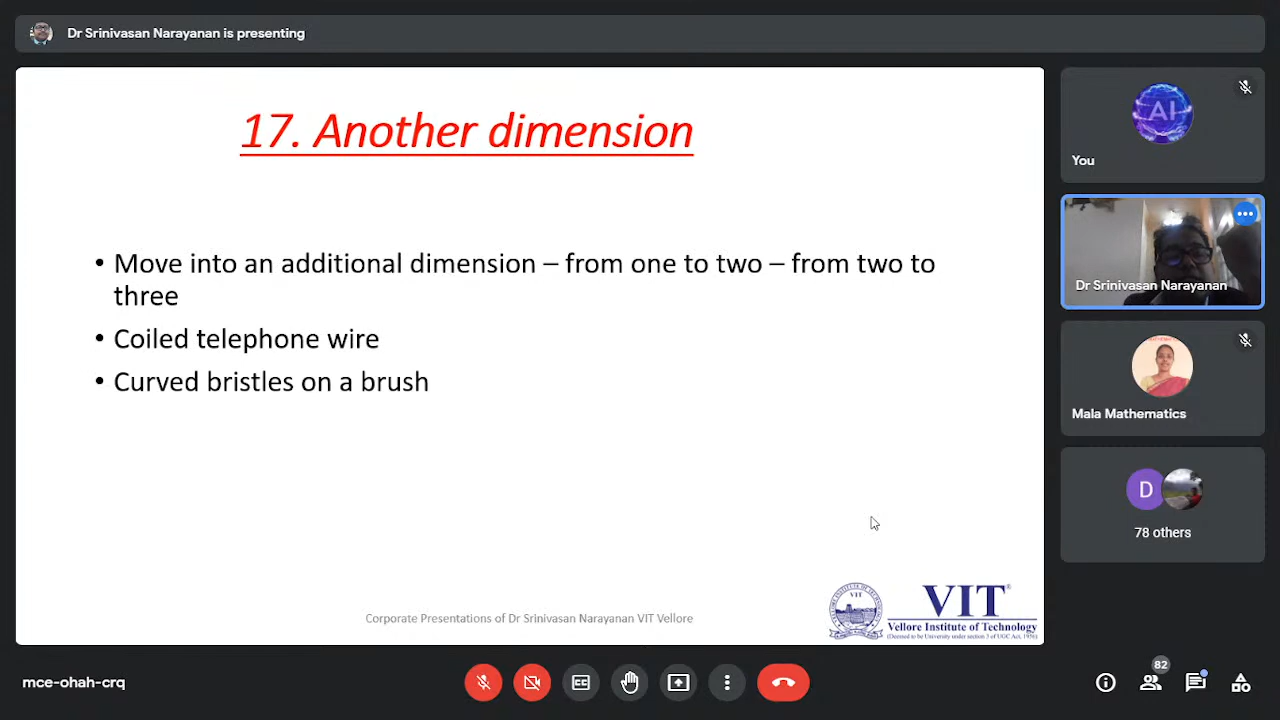 Dr Srinivasan Narayanan is presenting
17. Another dimension
• Move into an additional dimension – from one to two – from two to
three
• Coiled telephone wire
• Curved bristles on a brush
Corporate Presentations of Dr Srinivasan Narayanan VIT Vellore
VIT
VIT®
Vellore Institute of Technology
(Deemed to be University under section 3 of UGC Act, 1956)
AI
You
Dr Srinivasan Narayanan
Mala Mathematics
D
78 others
mce-ohah-crq
CC
82